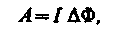 A = I ΔΦ,